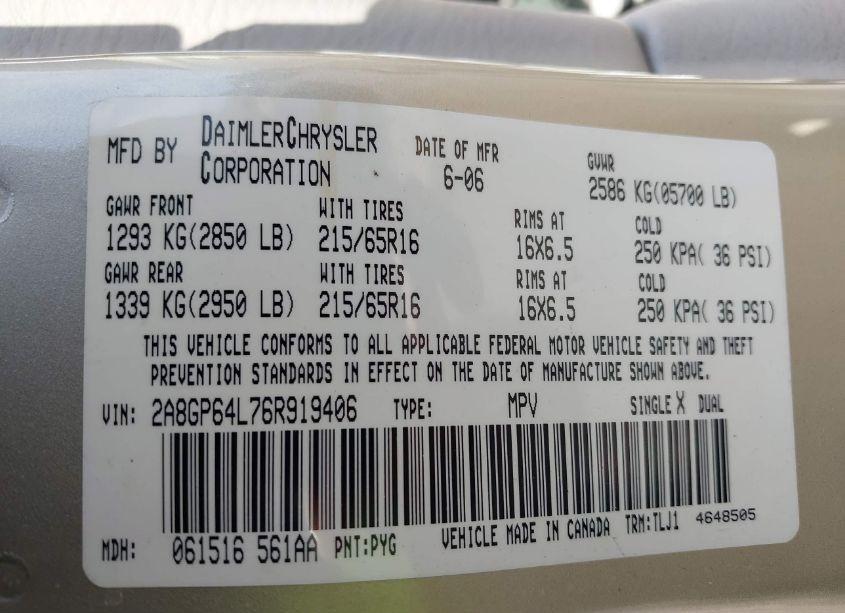 MFD BY DAIMLERCHRYSLER CORPORATION DATE OF MFR 6-06 GVWR 2586 KG(05700 LB)
GAWR FRONT WITH TIRES RIMS AT COLD
1293 KG(2850 LB) 215/65R16 16X6.5 250 KPA( 36 PSI)
GAWR REAR WITH TIRES RIMS AT COLD
1339 KG(2950 LB) 215/65R16 16X6.5 250 KPA( 36 PSI)
THIS VEHICLE CONFORMS TO ALL APPLICABLE FEDERAL MOTOR VEHICLE SAFETY AND THEFT
PREVENTION STANDARDS IN EFFECT ON THE DATE OF MANUFACTURE SHOWN ABOVE.
VIN: 2A8GP64L76R919406 TYPE: MPV SINGLE X DUAL
MDH: 061516 561AA PNT:PYG VEHICLE MADE IN CANADA TRM:TLJ1 4648505